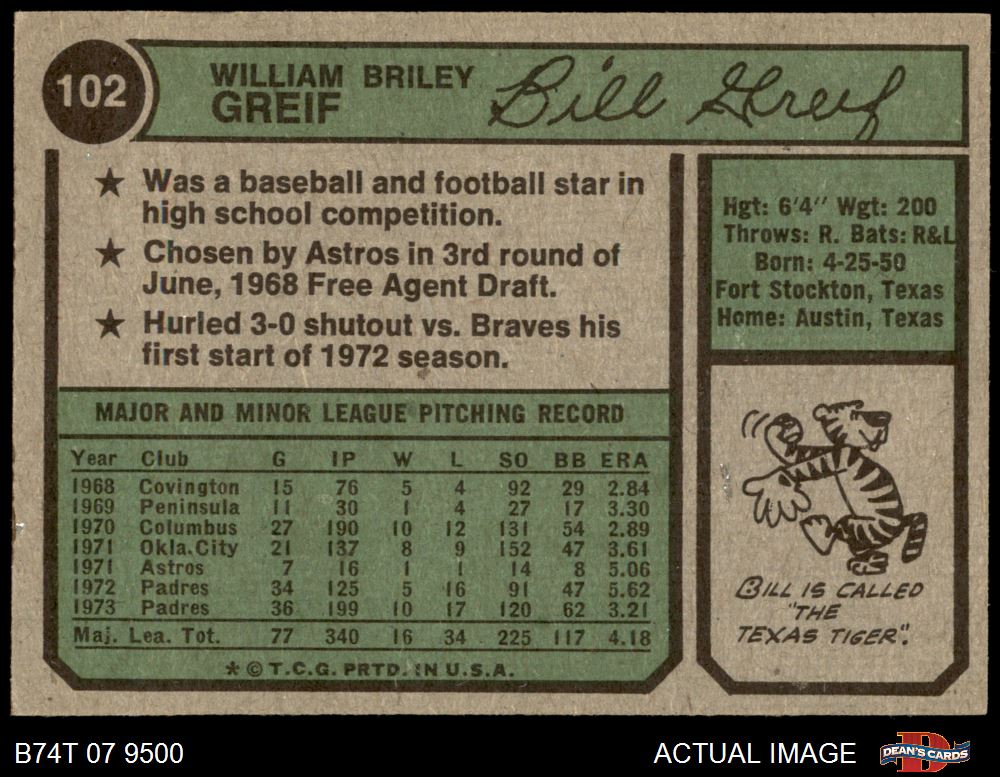 102
WILLIAM BRILEY
GREIF
Bill Greif
★ Was a baseball and football star in
high school competition.
★ Chosen by Astros in 3rd round of
June, 1968 Free Agent Draft.
★ Hurled 3-0 shutout vs. Braves his
first start of 1972 season.
Hgt: 6'4" Wgt: 200
Throws: R. Bats: R&L
Born: 4-25-50
Fort Stockton, Texas
Home: Austin, Texas
MAJOR AND MINOR LEAGUE PITCHING RECORD
Year Club G IP W L SO BB ERA
1968 Covington 15 76 5 4 92 29 2.84
1969 Peninsula 11 30 1 4 27 17 3.30
1970 Columbus 27 190 10 12 131 54 2.89
1971 Okla.City 21 137 8 9 152 47 3.61
1971 Astros 7 16 1 1 14 8 5.06
1972 Padres 34 125 5 16 91 47 5.62
1973 Padres 36 199 10 17 120 62 3.21
Maj. Lea. Tot. 77 340 16 34 225 117 4.18
* © T.C.G. PRTD. IN U.S.A.
BILL IS CALLED
"THE
TEXAS TIGER".
B74T 07 9500
ACTUAL IMAGE
D
DEAN'S CARDS